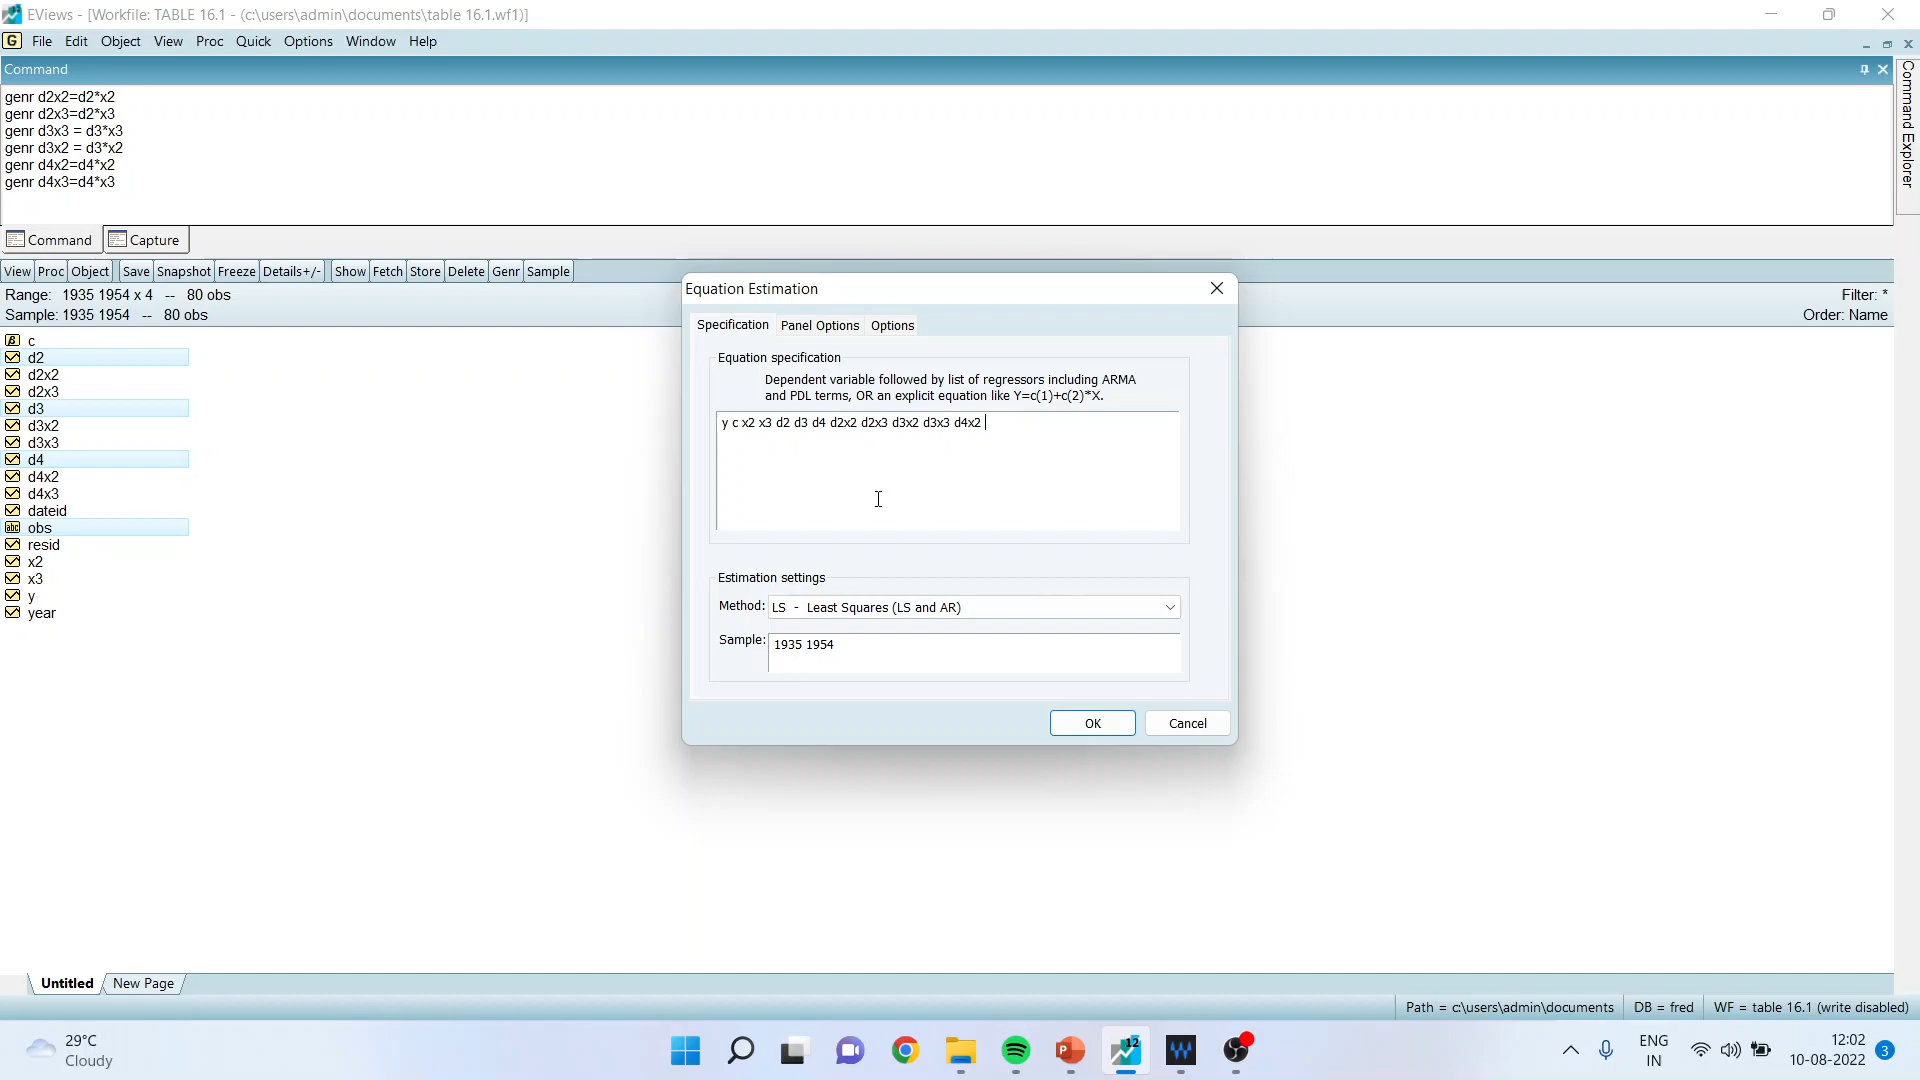 EViews - [Workfile: TABLE 16.1 - (c:\users\admin\documents\table 16.1.wf1)]
G File Edit Object View Proc Quick Options Window Help
Command
genr d2x2=d2*x2
genr d2x3=d2*x3
genr d3x3 = d3*x3
genr d3x2 = d3*x2
genr d4x2=d4*x2
genr d4x3=d4*x3
Command Explorer
Command Capture
View Proc Object Save Snapshot Freeze Details+/- Show Fetch Store Delete Genr Sample
Range: 1935 1954 x 4 -- 80 obs
Filter: *
Sample: 1935 1954 -- 80 obs
Order: Name
β c
d2
d2x2
d2x3
d3
d3x2
d3x3
d4
d4x2
d4x3
dateid
abc obs
resid
x2
x3
y
year
Equation Estimation
Specification Panel Options Options
Equation specification
Dependent variable followed by list of regressors including ARMA
and PDL terms, OR an explicit equation like Y=c(1)+c(2)*X.
y c x2 x3 d2 d3 d4 d2x2 d2x3 d3x2 d3x3 d4x2
Estimation settings
Method: LS - Least Squares (LS and AR)
Sample: 1935 1954
OK Cancel
Untitled New Page
Path = c:\users\admin\documents DB = fred WF = table 16.1 (write disabled)
29°C
Cloudy
12
ENG
IN
12:02
10-08-2022
3